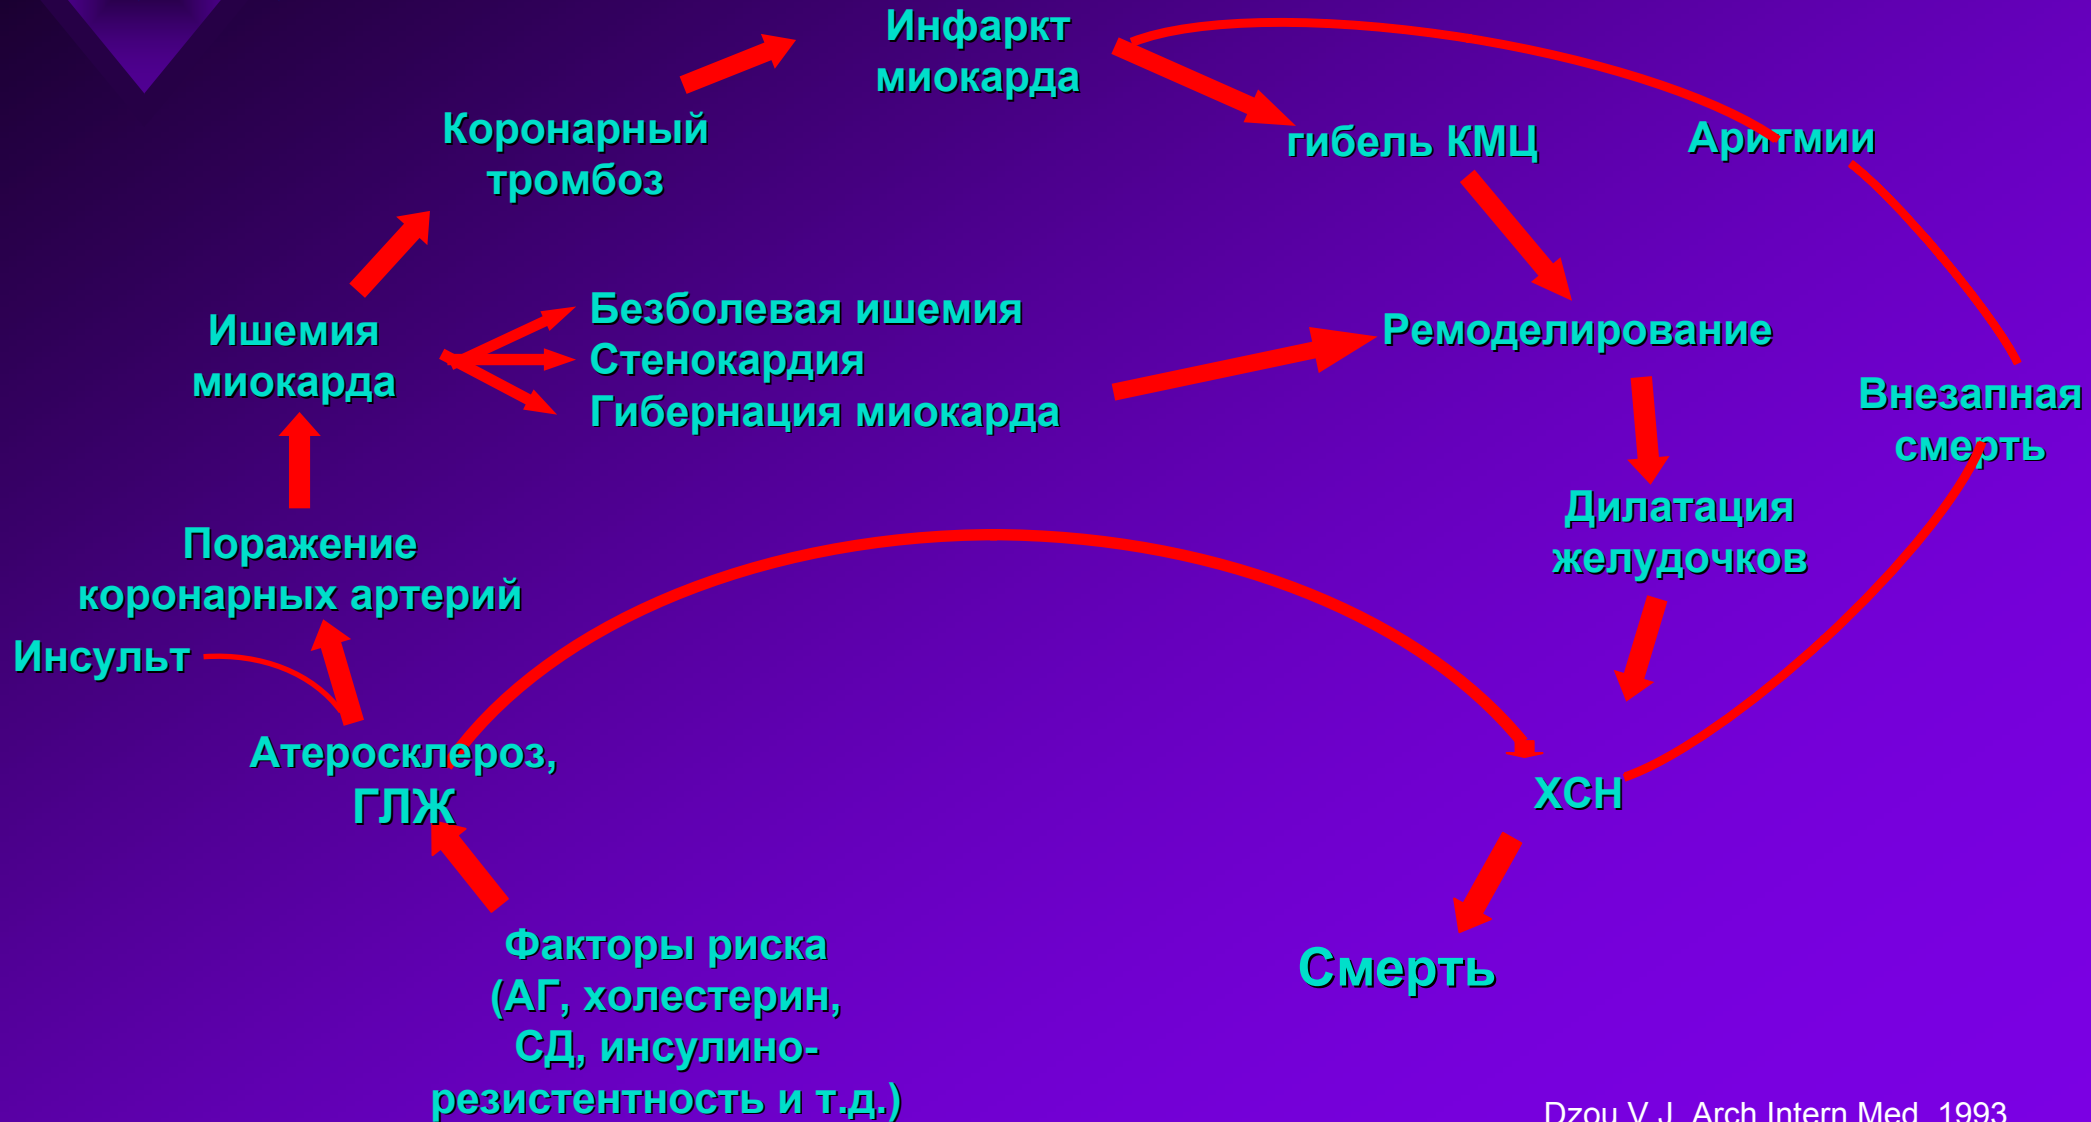 Инфаркт
миокарда
Коронарный
тромбоз
гибель КМЦ
Аритмии
Ишемия
миокарда
Безболевая ишемия
Стенокардия
Гибернация миокарда
Ремоделирование
Внезапная
смерть
Дилатация
желудочков
Поражение
коронарных артерий
Инсульт
Атеросклероз,
ГЛЖ
ХСН
Факторы риска
(АГ, холестерин,
СД, инсулино-
резистентность и т.д.)
Смерть
Dzou V.J. Arch Intern Med, 1993